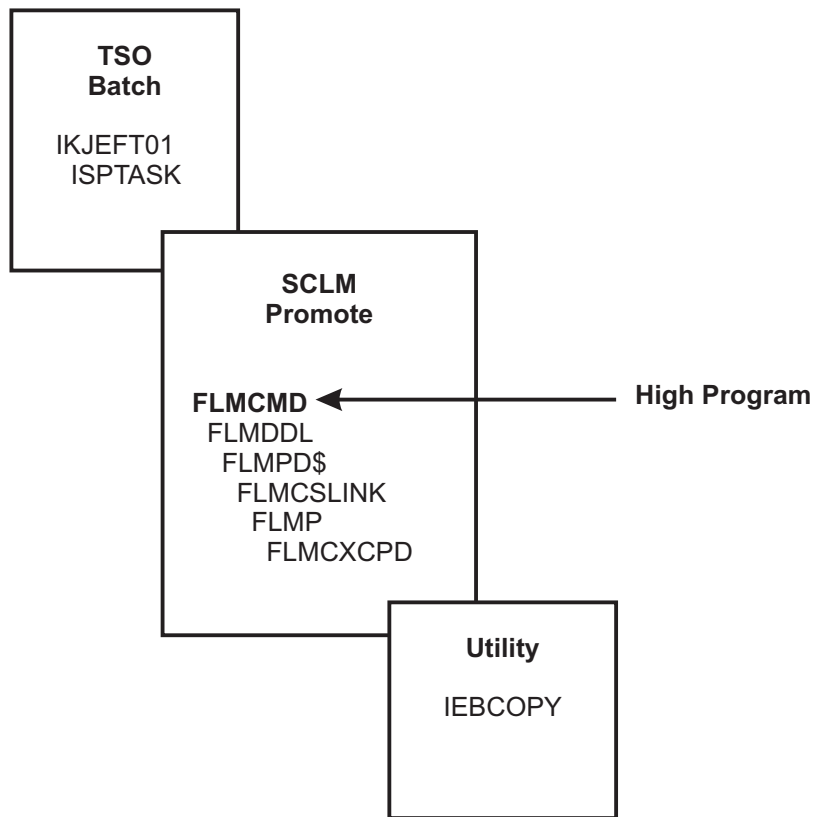 TSO
Batch
IKJEFT01
ISPTASK
SCLM
Promote
FLMCMD
High Program
FLMDDL
FLMPD$
FLMCSLINK
FLMP
FLMCXCPD
Utility
IEBCOPY